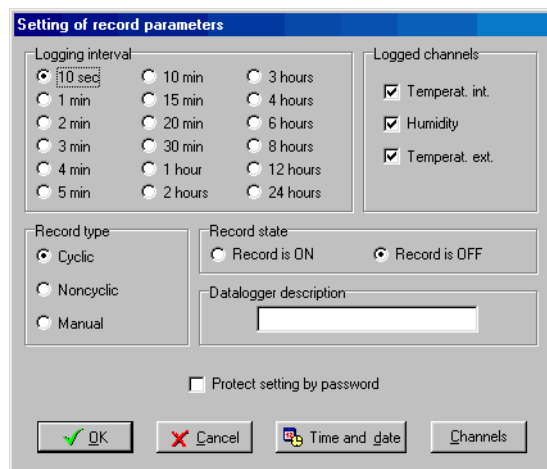 Setting of record parameters
Logging interval
10 sec
1 min
2 min
3 min
4 min
5 min
10 min
15 min
20 min
30 min
1 hour
2 hours
3 hours
4 hours
6 hours
8 hours
12 hours
24 hours
Logged channels
Temperat. int.
Humidity
Temperat. ext.
Record type
Cyclic
Noncyclic
Manual
Record state
Record is ON
Record is OFF
Datalogger description
Protect setting by password
OK
Cancel
Time and date
Channels